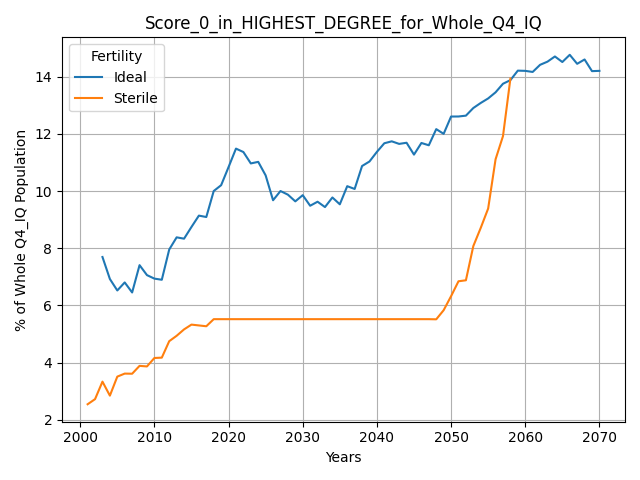 Score_0_in_HIGHEST_DEGREE_for_Whole_Q4_IQ
Fertility
Ideal
Sterile
% of Whole Q4_IQ Population
14
12
10
8
6
4
2
2000 2010 2020 2030 2040 2050 2060 2070
Years